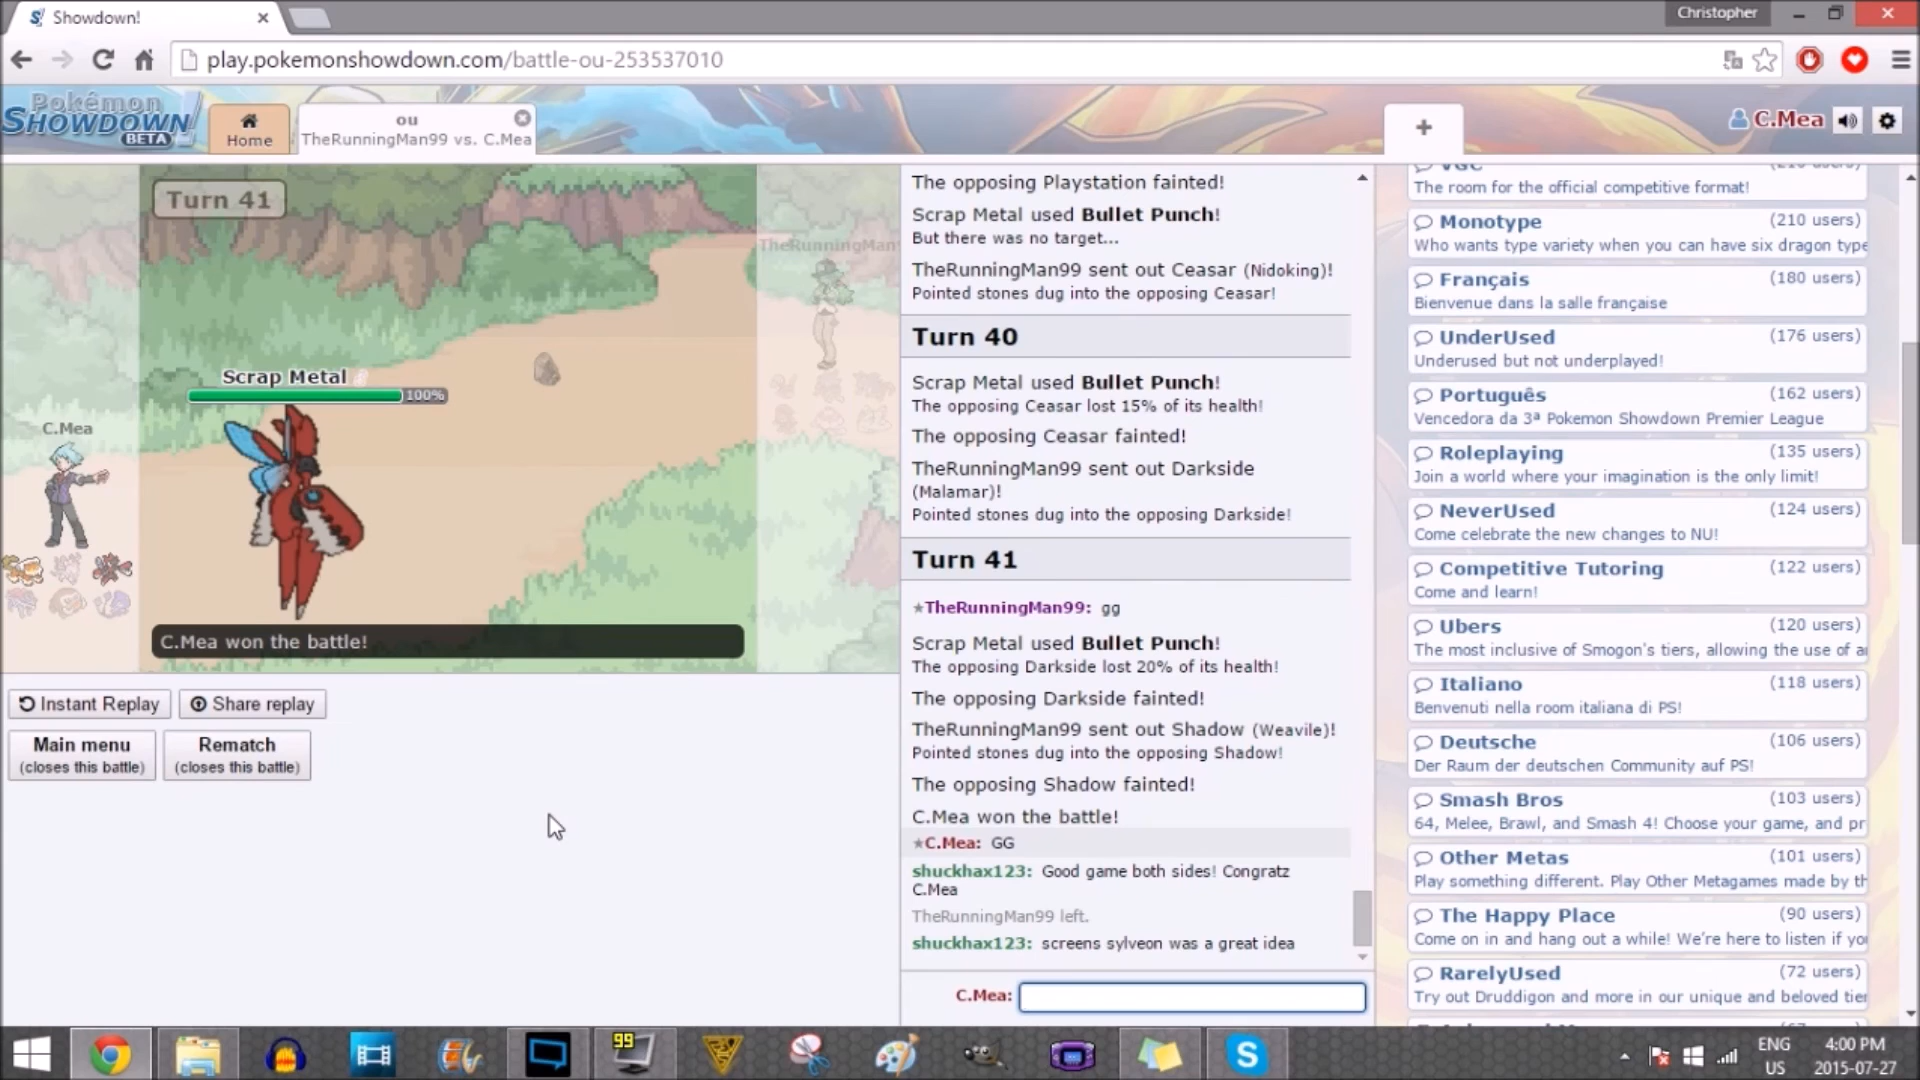 Showdown!
Christopher
play.pokemonshowdown.com/battle-ou-253537010
Pokémon
SHOWDOWN!
BETA
Home
ou
TheRunningMan99 vs. C.Mea
+
C.Mea
Turn 41
TheRunningMan
Scrap Metal
100%
C.Mea
C.Mea won the battle!
Instant Replay
Share replay
Main menu
(closes this battle)
Rematch
(closes this battle)
The opposing Playstation fainted!
Scrap Metal used Bullet Punch!
But there was no target...
TheRunningMan99 sent out Ceasar (Nidoking)!
Pointed stones dug into the opposing Ceasar!
Turn 40
Scrap Metal used Bullet Punch!
The opposing Ceasar lost 15% of its health!
The opposing Ceasar fainted!
TheRunningMan99 sent out Darkside
(Malamar)!
Pointed stones dug into the opposing Darkside!
Turn 41
★TheRunningMan99: gg
Scrap Metal used Bullet Punch!
The opposing Darkside lost 20% of its health!
The opposing Darkside fainted!
TheRunningMan99 sent out Shadow (Weavile)!
Pointed stones dug into the opposing Shadow!
The opposing Shadow fainted!
C.Mea won the battle!
★C.Mea: GG
shuckhax123: Good game both sides! Congratz
C.Mea
TheRunningMan99 left.
shuckhax123: screens sylveon was a great idea
C.Mea:
VGC
The room for the official competitive format!
Monotype (210 users)
Who wants type variety when you can have six dragon type
Français (180 users)
Bienvenue dans la salle française
UnderUsed (176 users)
Underused but not underplayed!
Português (162 users)
Vencedora da 3ª Pokemon Showdown Premier League
Roleplaying (135 users)
Join a world where your imagination is the only limit!
NeverUsed (124 users)
Come celebrate the new changes to NU!
Competitive Tutoring (122 users)
Come and learn!
Ubers (120 users)
The most inclusive of Smogon's tiers, allowing the use of a
Italiano (118 users)
Benvenuti nella room italiana di PS!
Deutsche (106 users)
Der Raum der deutschen Community auf PS!
Smash Bros (103 users)
64, Melee, Brawl, and Smash 4! Choose your game, and pr
Other Metas (101 users)
Play something different. Play Other Metagames made by th
The Happy Place (90 users)
Come on in and hang out a while! We're here to listen if yo
RarelyUsed (72 users)
Try out Druddigon and more in our unique and beloved tier
99
ENG
US
4:00 PM
2015-07-27